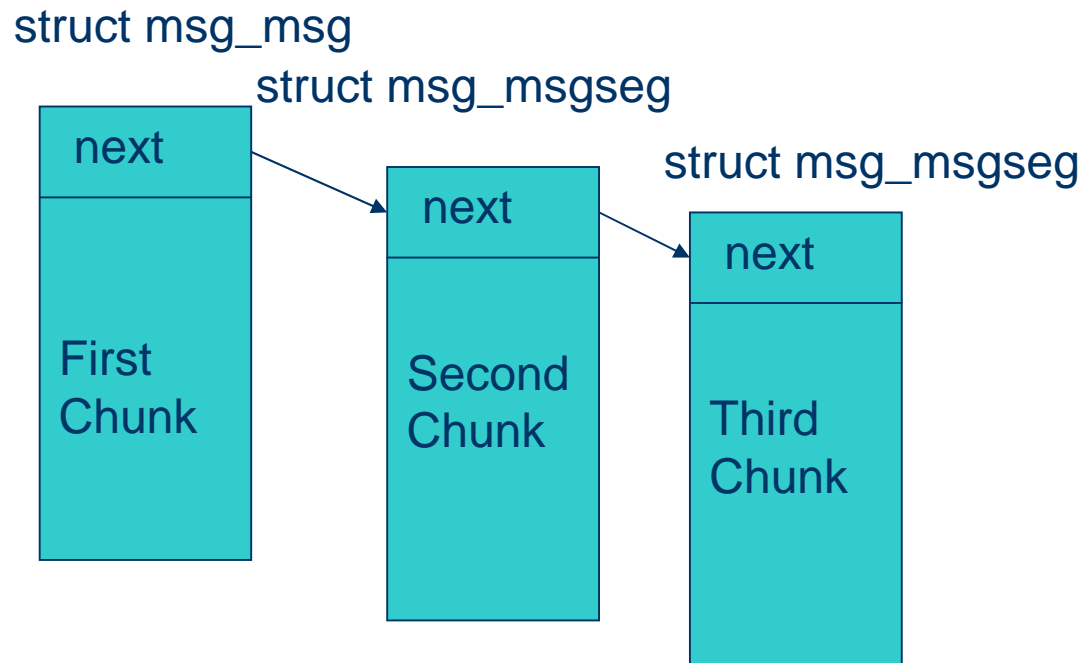 struct msg_msg
struct msg_msgseg
struct msg_msgseg
next
next
next
First
Chunk
Second
Chunk
Third
Chunk